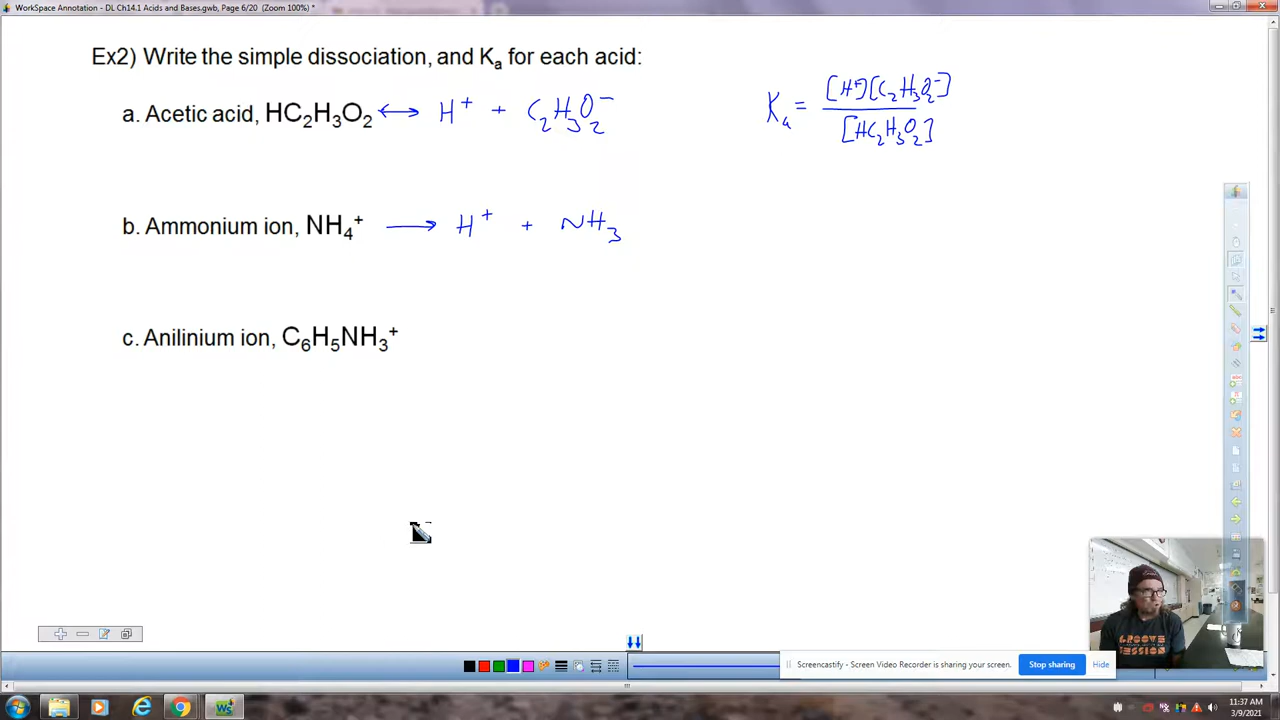 WorkSpace Annotation - DL Ch14.1 Acids and Bases.gwb, Page 6/20 (Zoom 100%) *
Ex2) Write the simple dissociation, and Kₐ for each acid:
a. Acetic acid, HC₂H₃O₂ ⟷ H⁺ + C₂H₃O₂⁻
Kₐ = [H⁺][C₂H₃O₂⁻]
[HC₂H₃O₂]
b. Ammonium ion, NH₄⁺ ⟶ H⁺ + NH₃
c. Anilinium ion, C₆H₅NH₃⁺
GROOVE
SESSION
Screencastify - Screen Video Recorder is sharing your screen.
Stop sharing
Hide
11:37 AM
3/9/2021